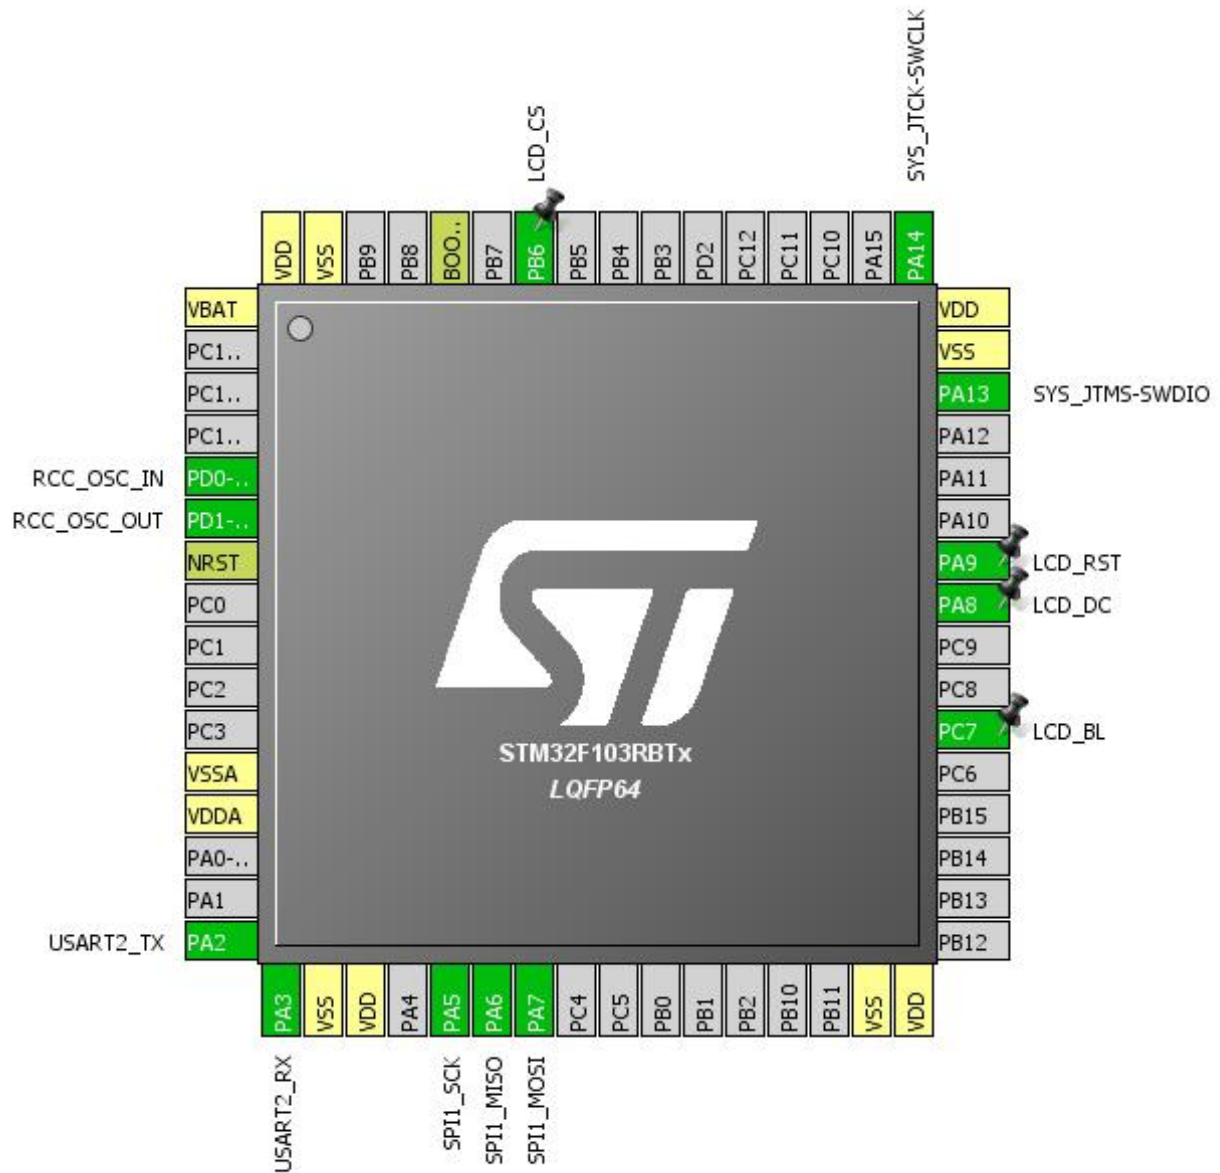 SYS_JTCK-SWCLK
LCD_CS
VDD
VSS
PB9
PB8
BOO..
PB7
PB6
PB5
PB4
PB3
PD2
PC12
PC11
PC10
PA15
PA14
VBAT
PC1..
PC1..
PC1..
RCC_OSC_IN PD0-..
RCC_OSC_OUT PD1-..
NRST
PC0
PC1
PC2
PC3
VSSA
VDDA
PA0-..
PA1
USART2_TX PA2
ST
STM32F103RBTx
LQFP64
VDD
VSS
PA13 SYS_JTMS-SWDIO
PA12
PA11
PA10
PA9 LCD_RST
PA8 LCD_DC
PC9
PC8
PC7 LCD_BL
PC6
PB15
PB14
PB13
PB12
PA3
VSS
VDD
PA4
PA5
PA6
PA7
PC4
PC5
PB0
PB1
PB2
PB10
PB11
VSS
VDD
USART2_RX
SPI1_SCK
SPI1_MISO
SPI1_MOSI